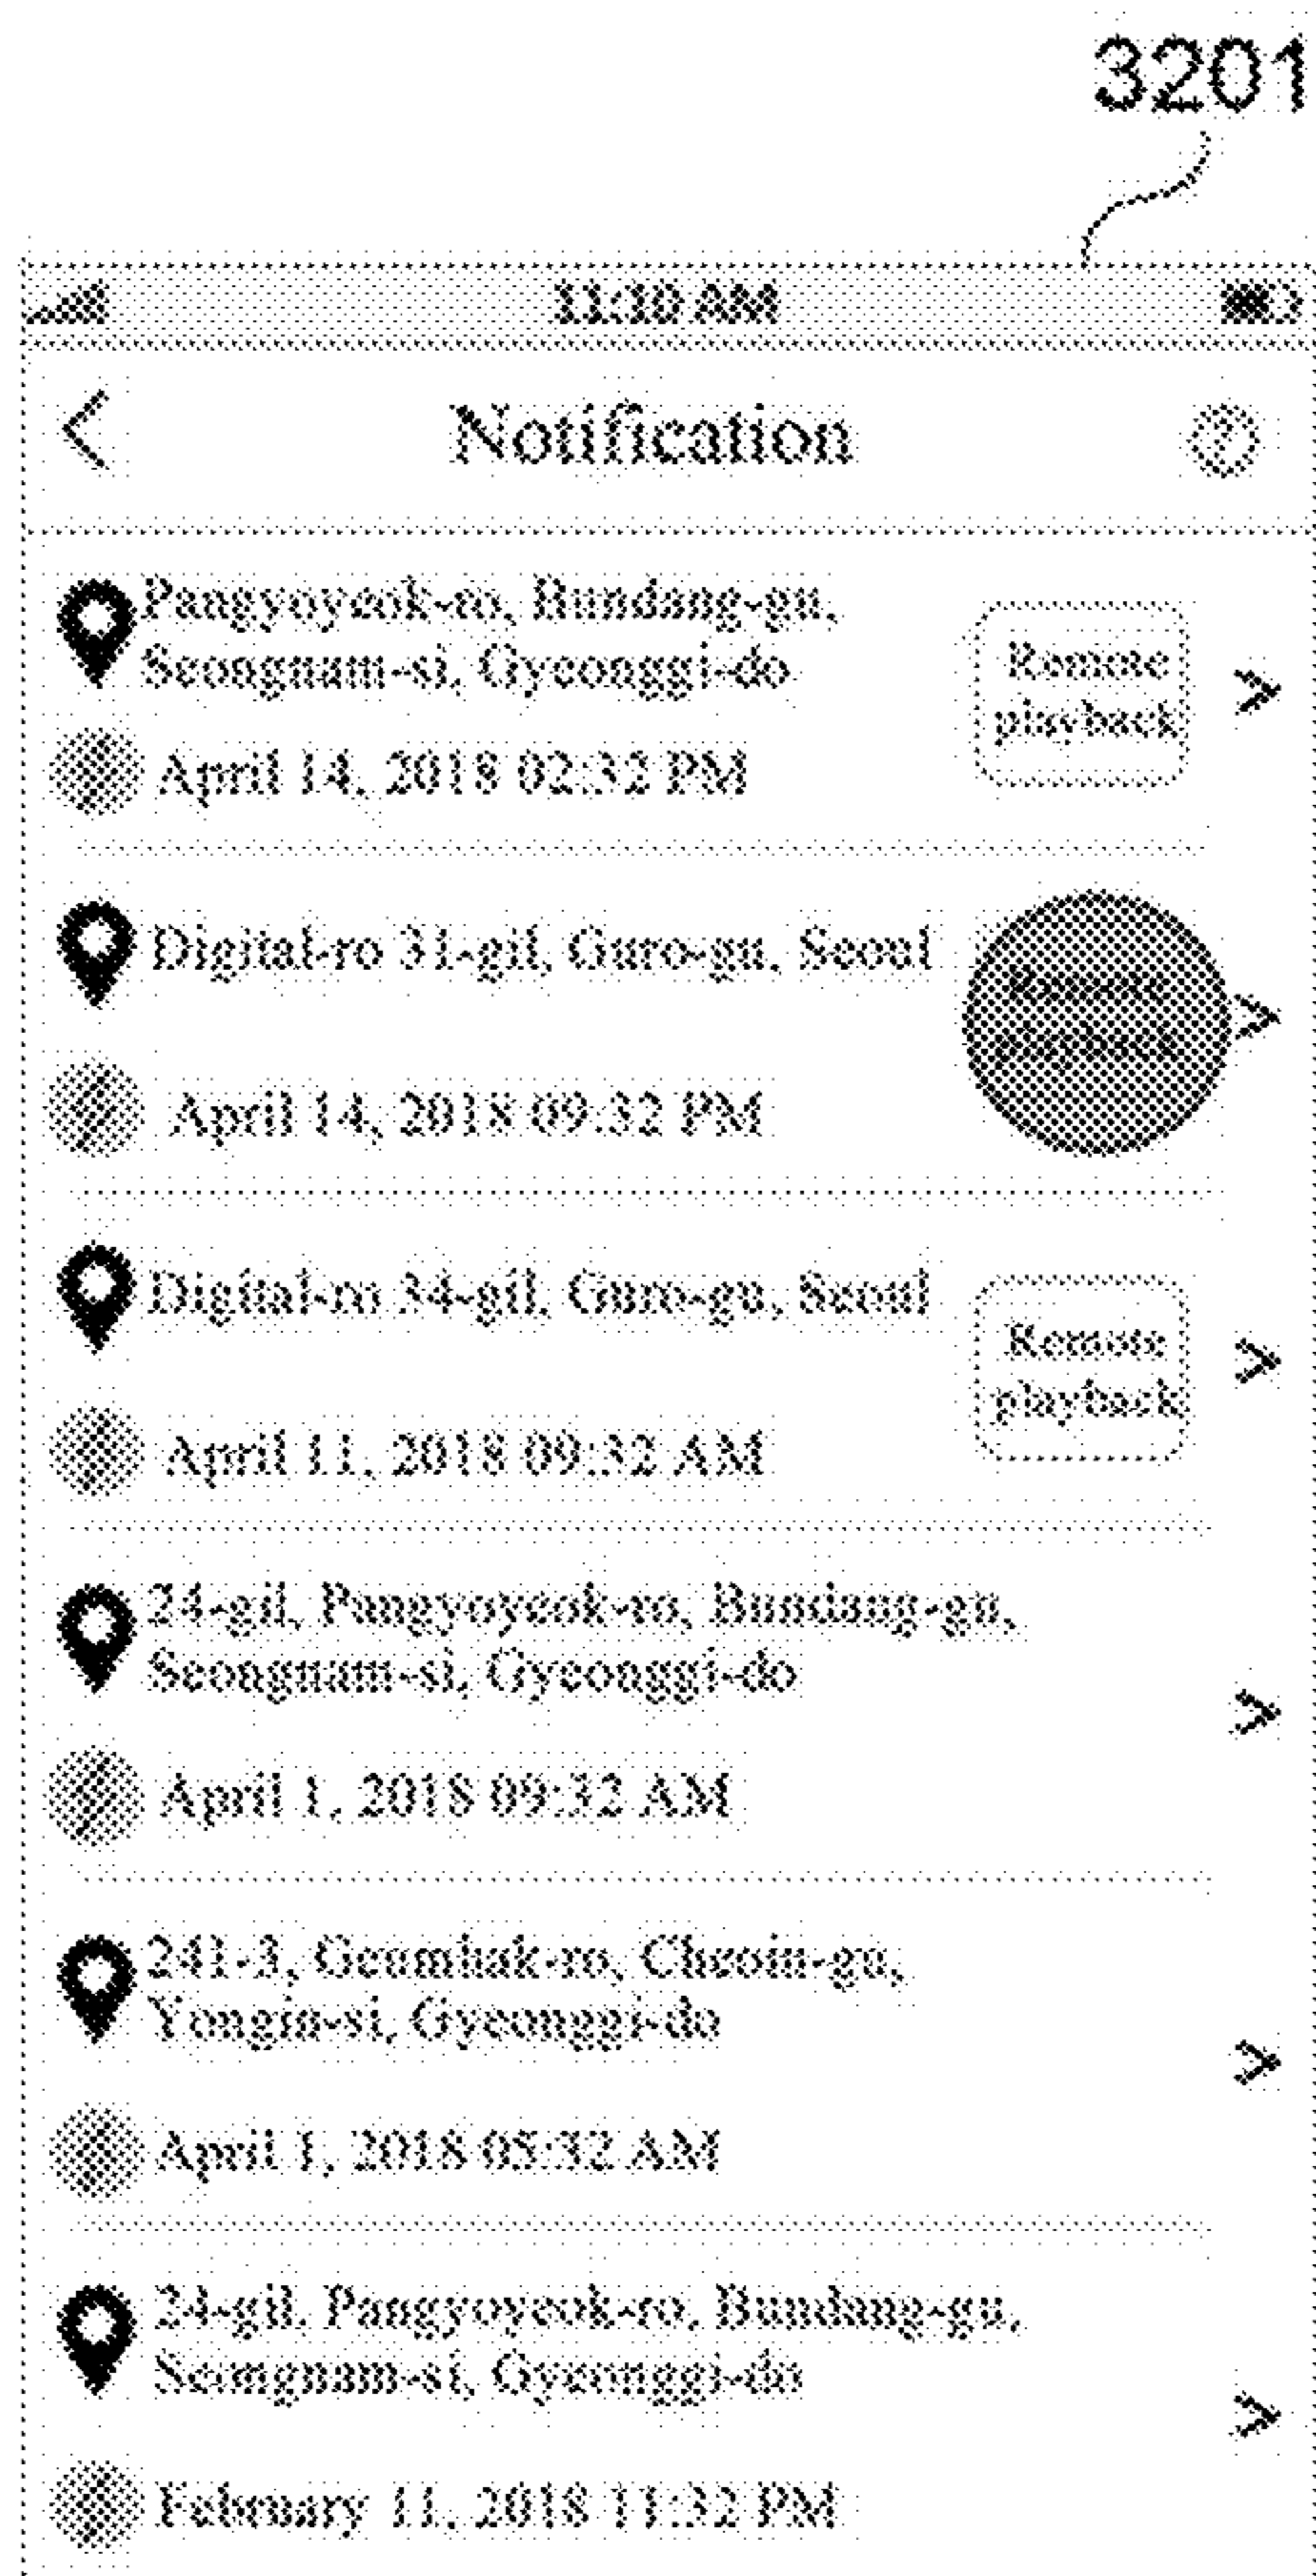 3201
11:10 AM
< Notification ?
Pangyoyeok-ro, Bundang-gu,
Seongnam-si, Gyeonggi-do
Remote
playback
>
April 14, 2018 02:32 PM
Digital-ro 31-gil, Guro-gu, Seoul
Remote
playback
>
April 14, 2018 09:32 PM
Digital-ro 34-gil, Guro-gu, Seoul
Remote
playback
>
April 11, 2018 09:32 AM
24-gil, Pangyoyeok-ro, Bundang-gu,
Seongnam-si, Gyeonggi-do
>
April 1, 2018 09:32 AM
241-3, Geumhak-ro, Cheoin-gu,
Yongin-si, Gyeonggi-do
>
April 1, 2018 05:32 AM
24-gil, Pangyoyeok-ro, Bundang-gu,
Seongnam-si, Gyeonggi-do
>
February 11, 2018 11:32 PM